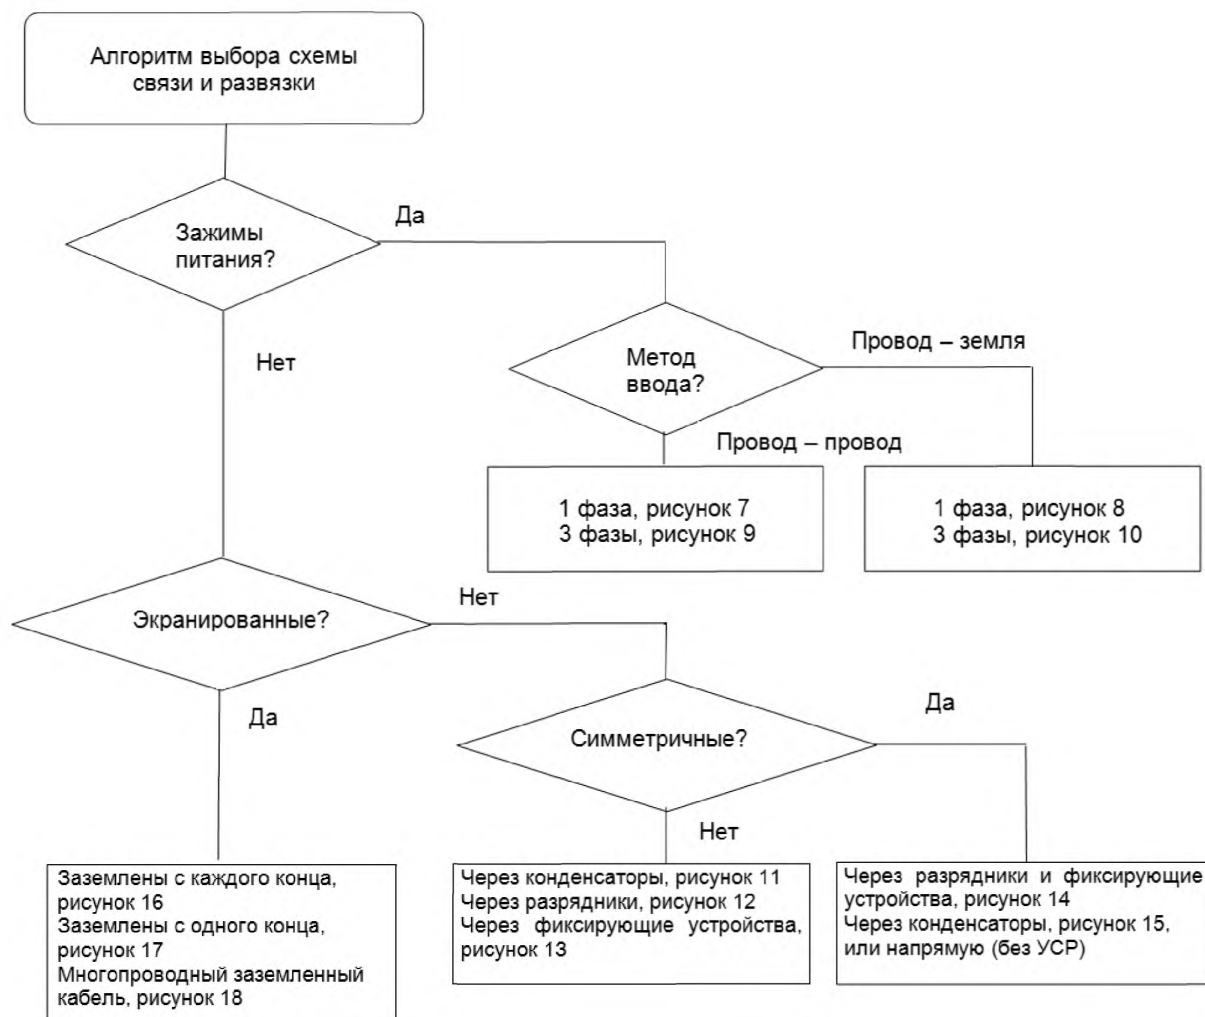 Алгоритм выбора схемы
связи и развязки
Зажимы
питания?
Да
Нет
Метод
ввода?
Провод – земля
Провод – провод
1 фаза, рисунок 7
3 фазы, рисунок 9
1 фаза, рисунок 8
3 фазы, рисунок 10
Экранированные?
Нет
Да
Симметричные?
Да
Нет
Заземлены с каждого конца,
рисунок 16
Заземлены с одного конца,
рисунок 17
Многопроводный заземленный
кабель, рисунок 18
Через конденсаторы, рисунок 11
Через разрядники, рисунок 12
Через фиксирующие устройства,
рисунок 13
Через разрядники и фиксирующие
устройства, рисунок 14
Через конденсаторы, рисунок 15,
или напрямую (без УСР)